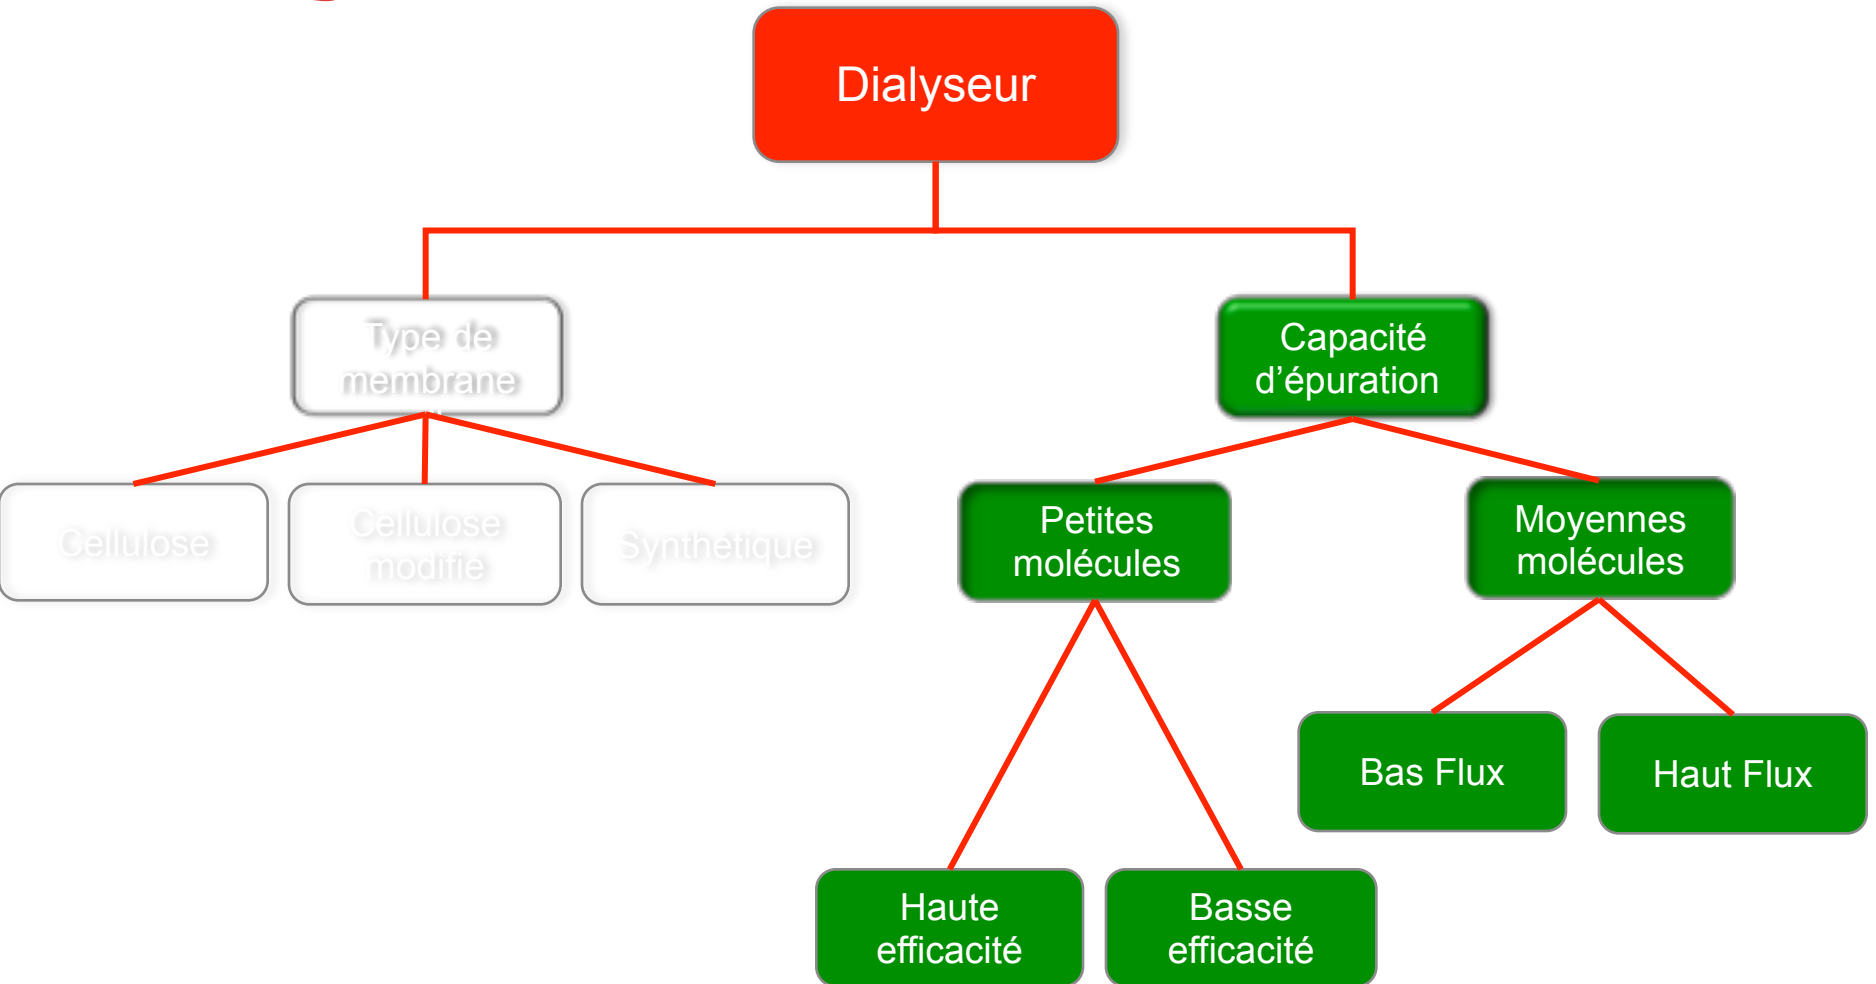 Dialyseur
Type de
membrane
Capacité
d’épuration
Cellulose
Cellulose
modifié
Synthétique
Petites
molécules
Moyennes
molécules
Bas Flux
Haut Flux
Haute
efficacité
Basse
efficacité